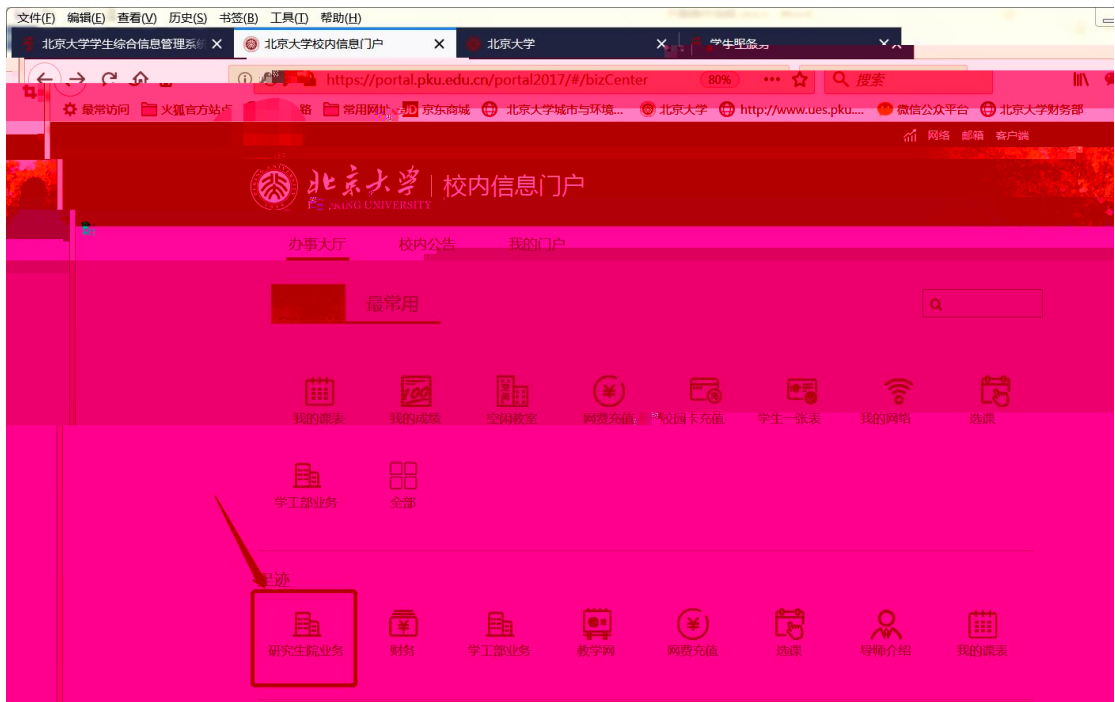 文件(F) 编辑(E) 查看(V) 历史(S) 书签(B) 工具(T) 帮助(H)
北京大学学生综合信息管理系统 北京大学校内信息门户 北京大学
https://portal.pku.edu.cn/portal2017/#/bizCenter 80% 搜索
最常访问 火狐官方站点 常用网址 JD 京东商城 北京大学城市与环境... 北京大学 http://www.ues.pku.... 微信公众平台 北京大学财务部
网络 邮箱 客户端
北京大学 校内信息门户
PEKING UNIVERSITY
办事大厅 校内公告 我的门户
最常用
100
我的课表 我的成绩 空闲教室 网费充值 校园卡充值 学生一张表 我的网络 选课
学工部业务 全部
足迹
研究生院业务 财务 学工部业务 教学网 网费充值 选课 导师介绍 我的课表